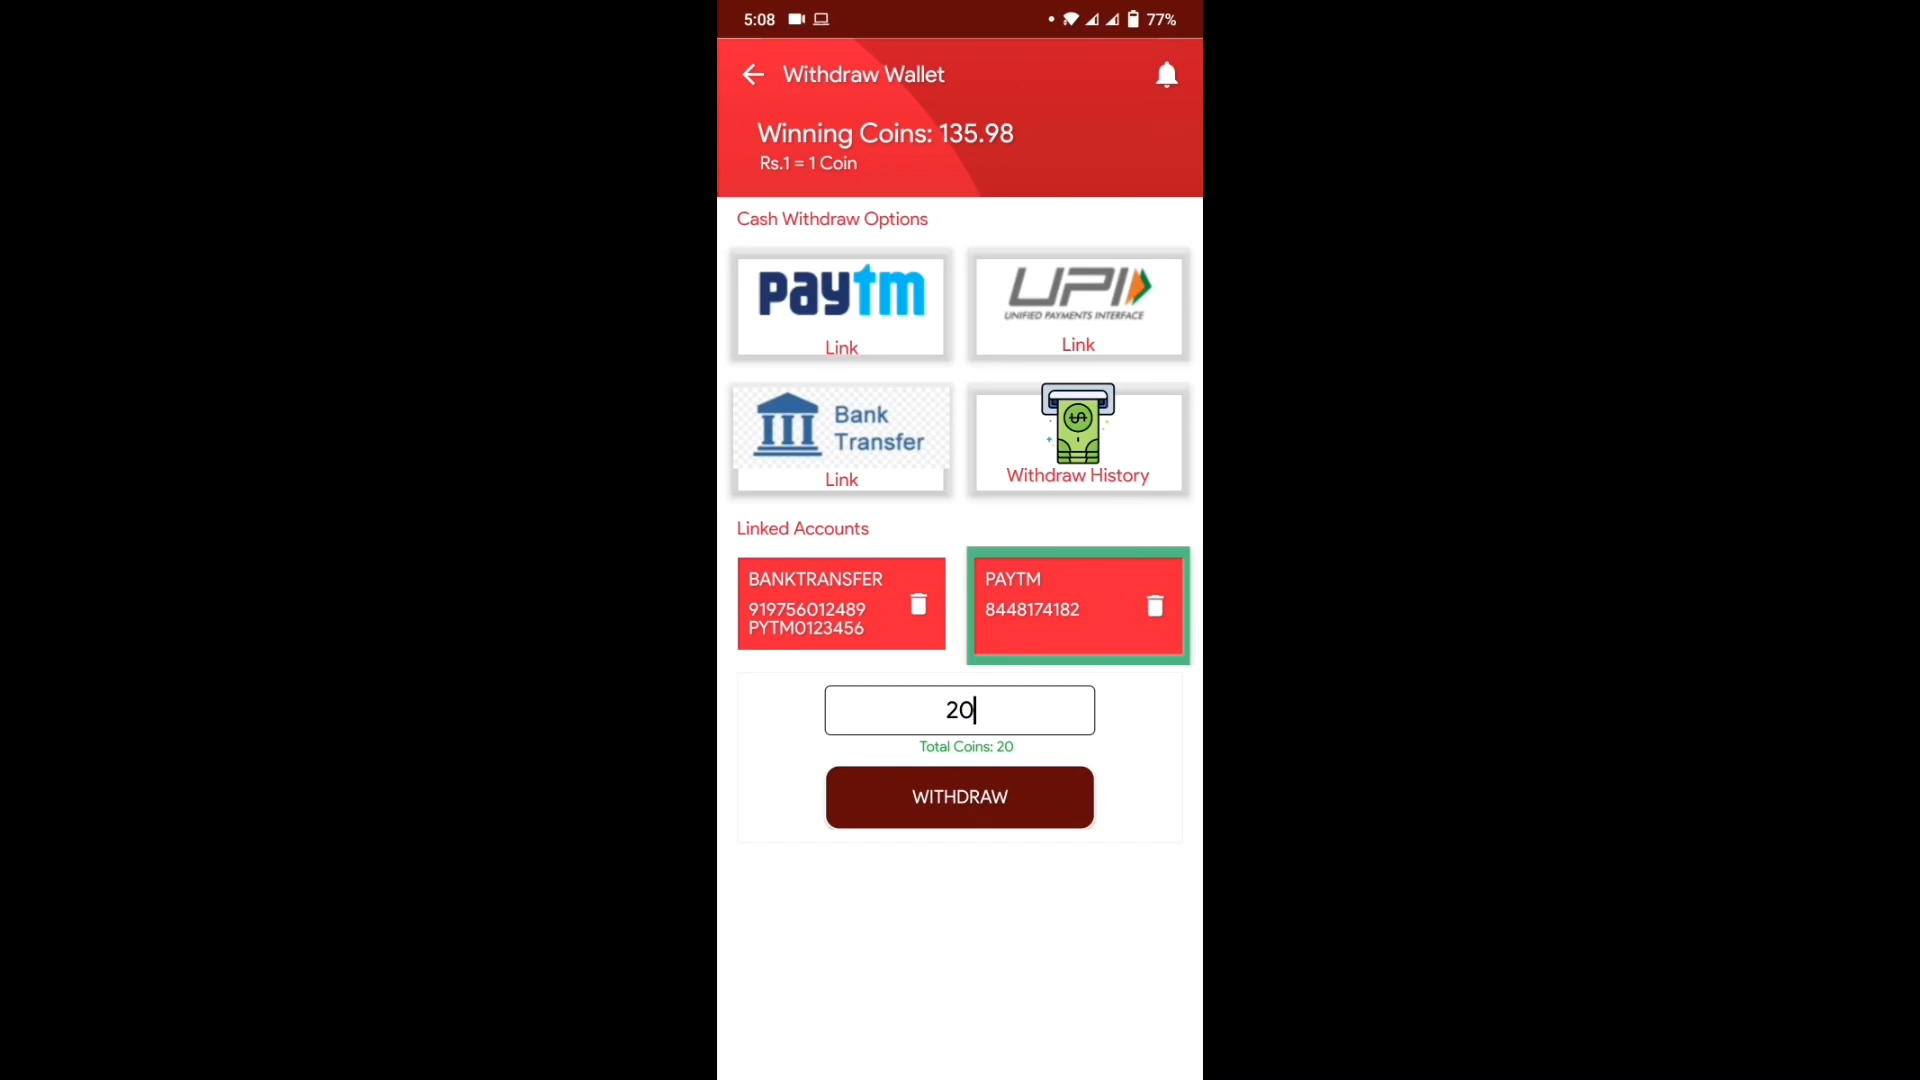 5:08
77%
Withdraw Wallet
Winning Coins: 135.98
Rs.1 = 1 Coin
Cash Withdraw Options
paytm
Link
UPI
UNIFIED PAYMENTS INTERFACE
Link
Bank
Transfer
Link
Withdraw History
Linked Accounts
BANKTRANSFER
919756012489
PYTM0123456
PAYTM
8448174182
20
Total Coins: 20
WITHDRAW